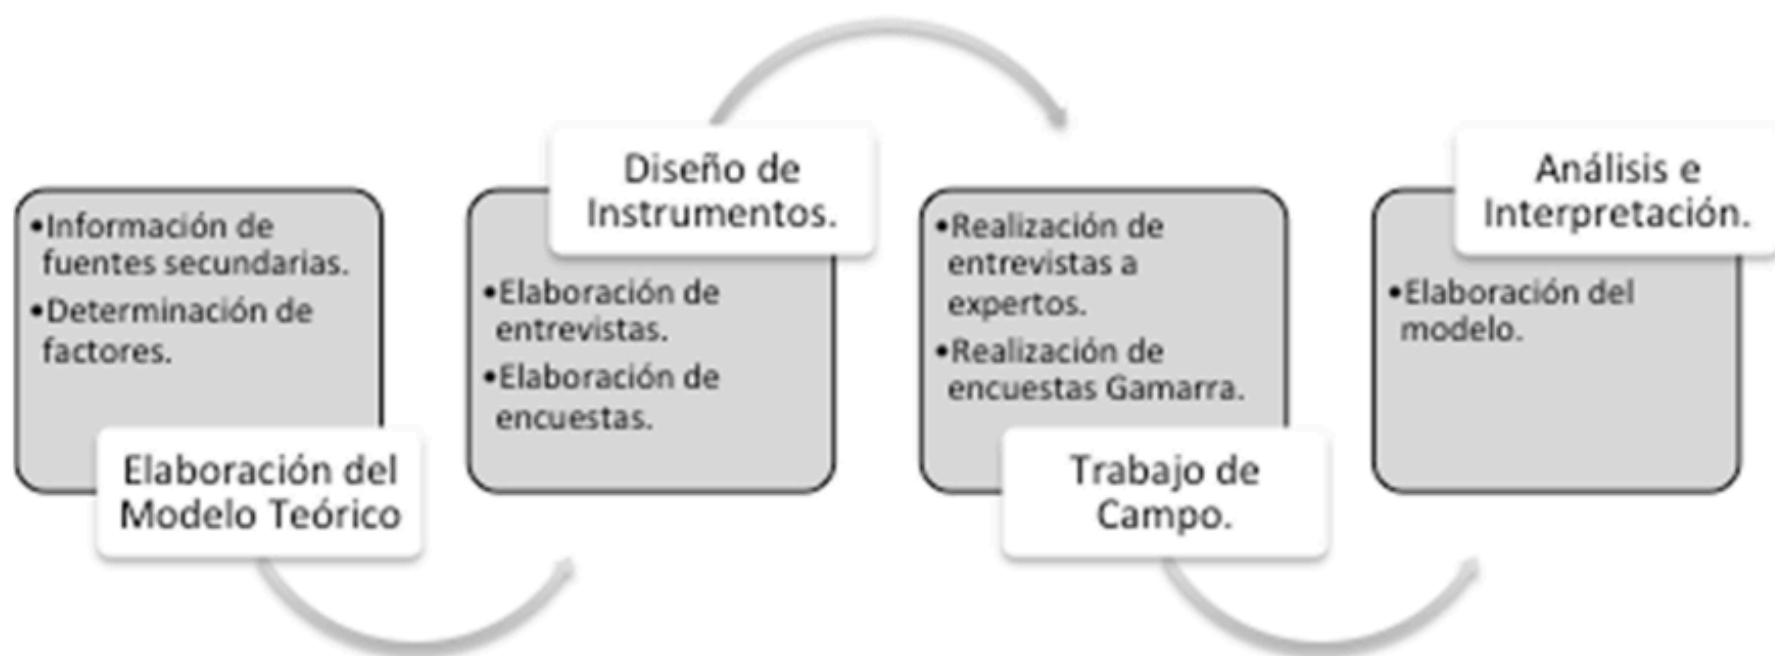 •Información de
fuentes secundarias.
•Determinación de
factores.
Elaboración del
Modelo Teórico
Diseño de
Instrumentos.
•Elaboración de
entrevistas.
•Elaboración de
encuestas.
•Realización de
entrevistas a
expertos.
•Realización de
encuestas Gamarra.
Trabajo de
Campo.
Análisis e
Interpretación.
•Elaboración del
modelo.